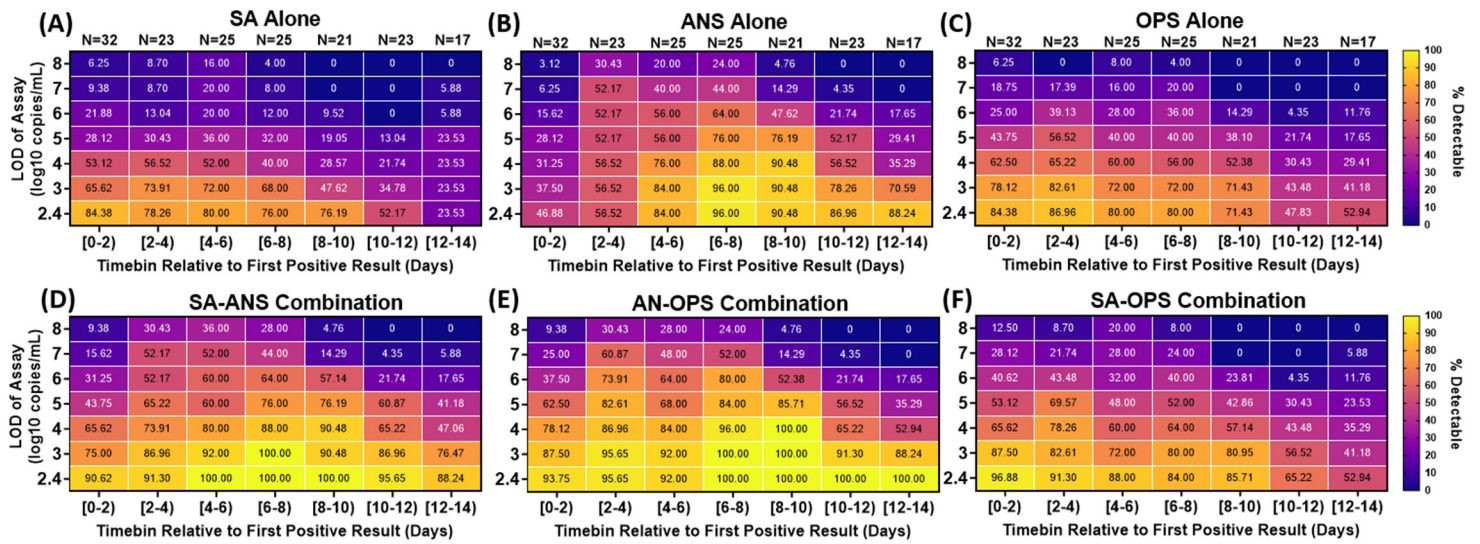 (A) SA Alone
N=32 N=23 N=25 N=25 N=21 N=23 N=17
LOD of Assay
(log10 copies/mL)
8 6.25 8.70 16.00 4.00 0 0 0
7 9.38 8.70 20.00 8.00 0 0 5.88
6 21.88 13.04 20.00 12.00 9.52 0 5.88
5 28.12 30.43 36.00 32.00 19.05 13.04 23.53
4 53.12 56.52 52.00 40.00 28.57 21.74 23.53
3 65.62 73.91 72.00 68.00 47.62 34.78 23.53
2.4 84.38 78.26 80.00 76.00 76.19 52.17 23.53
[0-2) [2-4) [4-6) [6-8) [8-10) [10-12) [12-14)
Timebin Relative to First Positive Result (Days)
(B) ANS Alone
N=32 N=23 N=25 N=25 N=21 N=23 N=17
8 3.12 30.43 20.00 24.00 4.76 0 0
7 6.25 52.17 40.00 44.00 14.29 4.35 0
6 15.62 52.17 56.00 64.00 47.62 21.74 17.65
5 28.12 52.17 56.00 76.00 76.19 52.17 29.41
4 31.25 56.52 76.00 88.00 90.48 56.52 35.29
3 37.50 56.52 84.00 96.00 90.48 78.26 70.59
2.4 46.88 56.52 84.00 96.00 90.48 86.96 88.24
[0-2) [2-4) [4-6) [6-8) [8-10) [10-12) [12-14)
Timebin Relative to First Positive Result (Days)
(C) OPS Alone
N=32 N=23 N=25 N=25 N=21 N=23 N=17
8 6.25 0 8.00 4.00 0 0 0
7 18.75 17.39 16.00 20.00 0 0 0
6 25.00 39.13 28.00 36.00 14.29 4.35 11.76
5 43.75 56.52 40.00 40.00 38.10 21.74 17.65
4 62.50 65.22 60.00 56.00 52.38 30.43 29.41
3 78.12 82.61 72.00 72.00 71.43 43.48 41.18
2.4 84.38 86.96 80.00 80.00 71.43 47.83 52.94
[0-2) [2-4) [4-6) [6-8) [8-10) [10-12) [12-14)
Timebin Relative to First Positive Result (Days)
100
90
80
70
60
50
40
30
20
10
0
% Detectable
(D) SA-ANS Combination
LOD of Assay
(log10 copies/mL)
8 9.38 30.43 36.00 28.00 4.76 0 0
7 15.62 52.17 52.00 44.00 14.29 4.35 5.88
6 31.25 52.17 60.00 64.00 57.14 21.74 17.65
5 43.75 65.22 60.00 76.00 76.19 60.87 41.18
4 65.62 73.91 80.00 88.00 90.48 65.22 47.06
3 75.00 86.96 92.00 100.00 90.48 86.96 76.47
2.4 90.62 91.30 100.00 100.00 100.00 95.65 88.24
[0-2) [2-4) [4-6) [6-8) [8-10) [10-12) [12-14)
Timebin Relative to First Positive Result (Days)
(E) AN-OPS Combination
8 9.38 30.43 28.00 24.00 4.76 0 0
7 25.00 60.87 48.00 52.00 14.29 4.35 0
6 37.50 73.91 64.00 80.00 52.38 21.74 17.65
5 62.50 82.61 68.00 84.00 85.71 56.52 35.29
4 78.12 86.96 84.00 96.00 100.00 65.22 52.94
3 87.50 95.65 92.00 100.00 100.00 91.30 88.24
2.4 93.75 95.65 92.00 100.00 100.00 100.00 100.00
[0-2) [2-4) [4-6) [6-8) [8-10) [10-12) [12-14)
Timebin Relative to First Positive Result (Days)
(F) SA-OPS Combination
8 12.50 8.70 20.00 8.00 0 0 0
7 28.12 21.74 28.00 24.00 0 0 5.88
6 40.62 43.48 32.00 40.00 23.81 4.35 11.76
5 53.12 69.57 48.00 52.00 42.86 30.43 23.53
4 65.62 78.26 60.00 64.00 57.14 43.48 35.29
3 87.50 82.61 72.00 80.00 80.95 56.52 41.18
2.4 96.88 91.30 88.00 84.00 85.71 65.22 52.94
[0-2) [2-4) [4-6) [6-8) [8-10) [10-12) [12-14)
Timebin Relative to First Positive Result (Days)
100
90
80
70
60
50
40
30
20
10
0
% Detectable